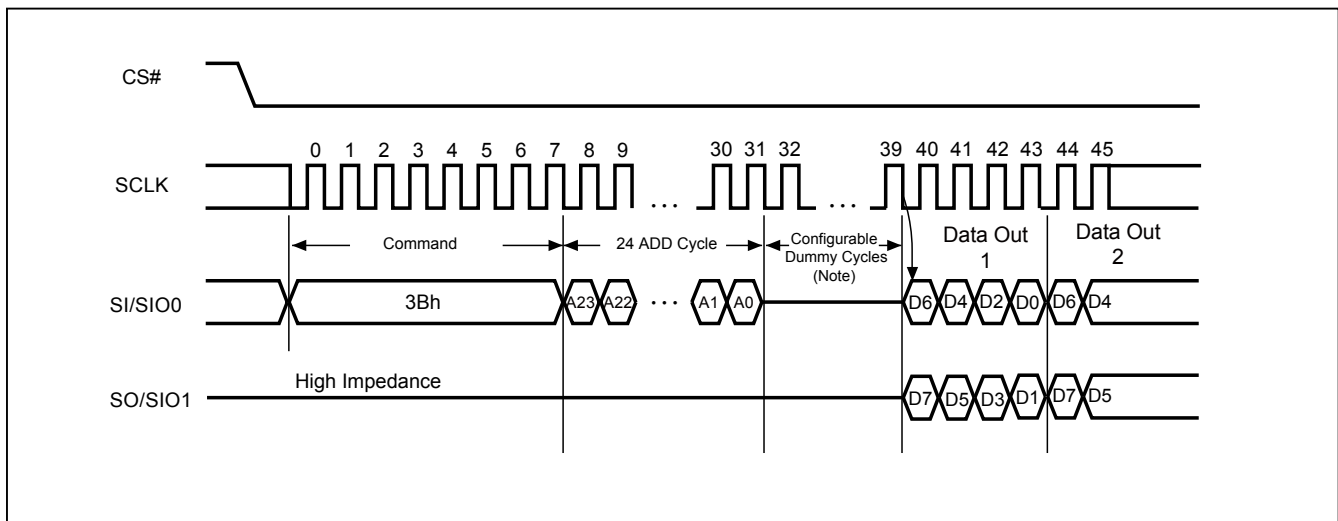 CS#
0 1 2 3 4 5 6 7 8 9 30 31 32 39 40 41 42 43 44 45
SCLK
... ...
Command
24 ADD Cycle
Configurable
Dummy Cycles
(Note)
Data Out
1
Data Out
2
SI/SIO0
3Bh
A23 A22 ... A1 A0
D6 D4 D2 D0 D6 D4
High Impedance
SO/SIO1
D7 D5 D3 D1 D7 D5